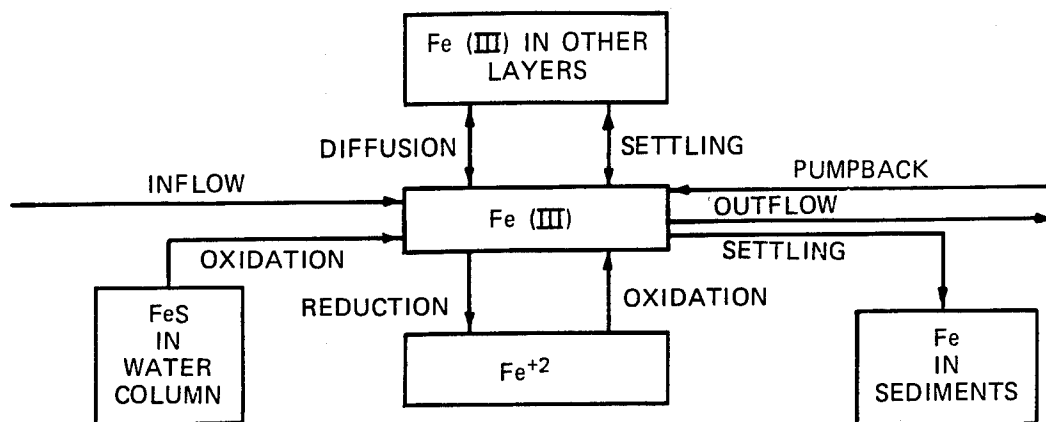 Fe (III) IN OTHER
LAYERS
DIFFUSION
SETTLING
INFLOW
PUMPBACK
Fe (III)
OUTFLOW
OXIDATION
SETTLING
REDUCTION
OXIDATION
FeS
IN
WATER
COLUMN
Fe+2
Fe
IN
SEDIMENTS